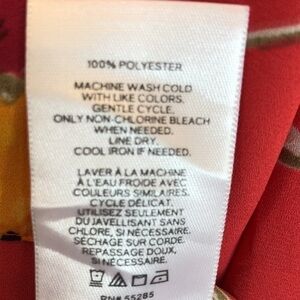 100% POLYESTER
MACHINE WASH COLD
WITH LIKE COLORS.
GENTLE CYCLE.
ONLY NON-CHLORINE BLEACH
WHEN NEEDED.
LINE DRY.
COOL IRON IF NEEDED.
LAVER À LA MACHINE
À L'EAU FROIDE AVEC
COULEURS SIMILAIRES.
CYCLE DÉLICAT.
UTILISEZ SEULEMENT
DU JAVELLISANT SANS
CHLORE, SI NÉCESSAIRE.
SÉCHAGE SUR CORDE.
REPASSAGE DOUX,
SI NÉCESSAIRE.
RN# 55285